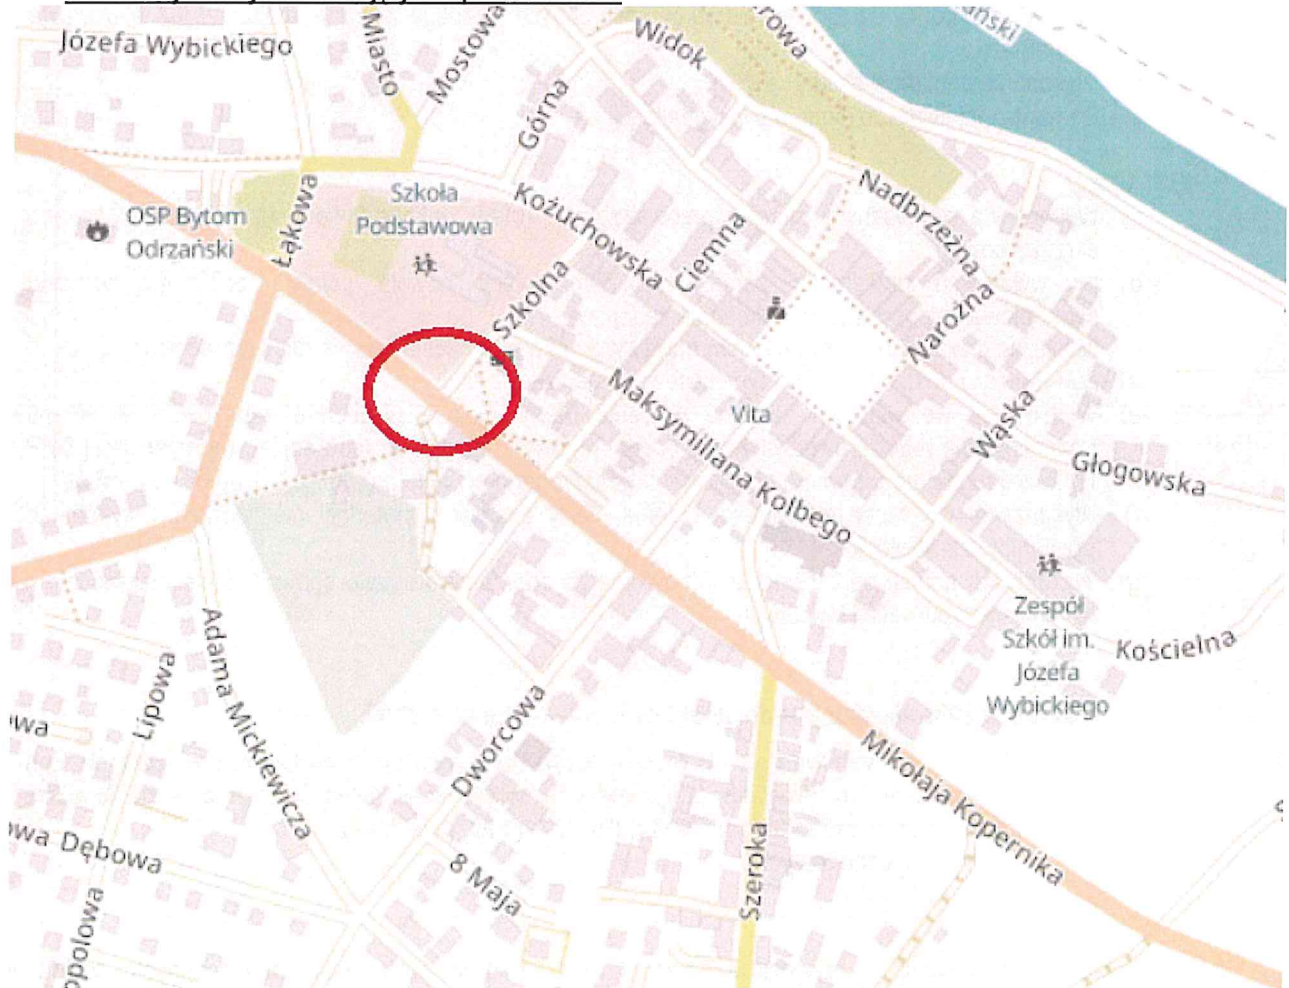 Józefa Wybickiego
Miasto
Mostowa
Widok
Górna
OSP Bytom
Odrzański
Łąkowa
Szkoła
Podstawowa
Kożuchowska
Ciemna
Nadbrzeżna
Szkolna
Narożna
Maksymiliana Kolbego
Vita
Wąska
Głogowska
Zespół
Szkół im.
Józefa
Wybickiego
Kościelna
Adama Mickiewicza
Lipowa
Dworcowa
Mikołaja Kopernika
Dębowa
8 Maja
Szeroka